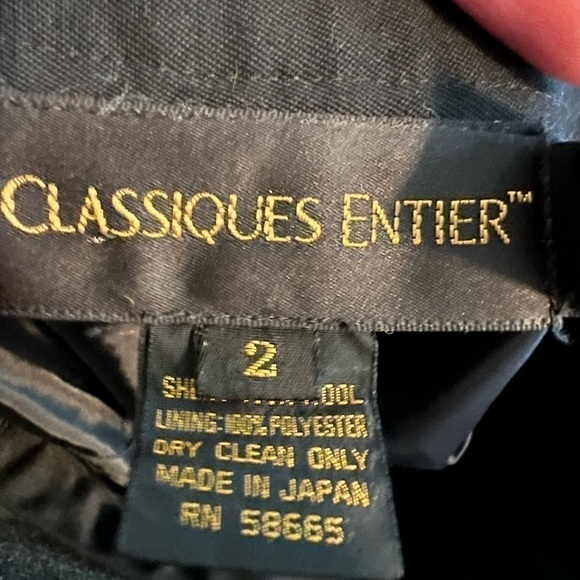 CLASSIQUES ENTIER™
2
LINING: 100% POLYESTER
DRY CLEAN ONLY
MADE IN JAPAN
RN 58665